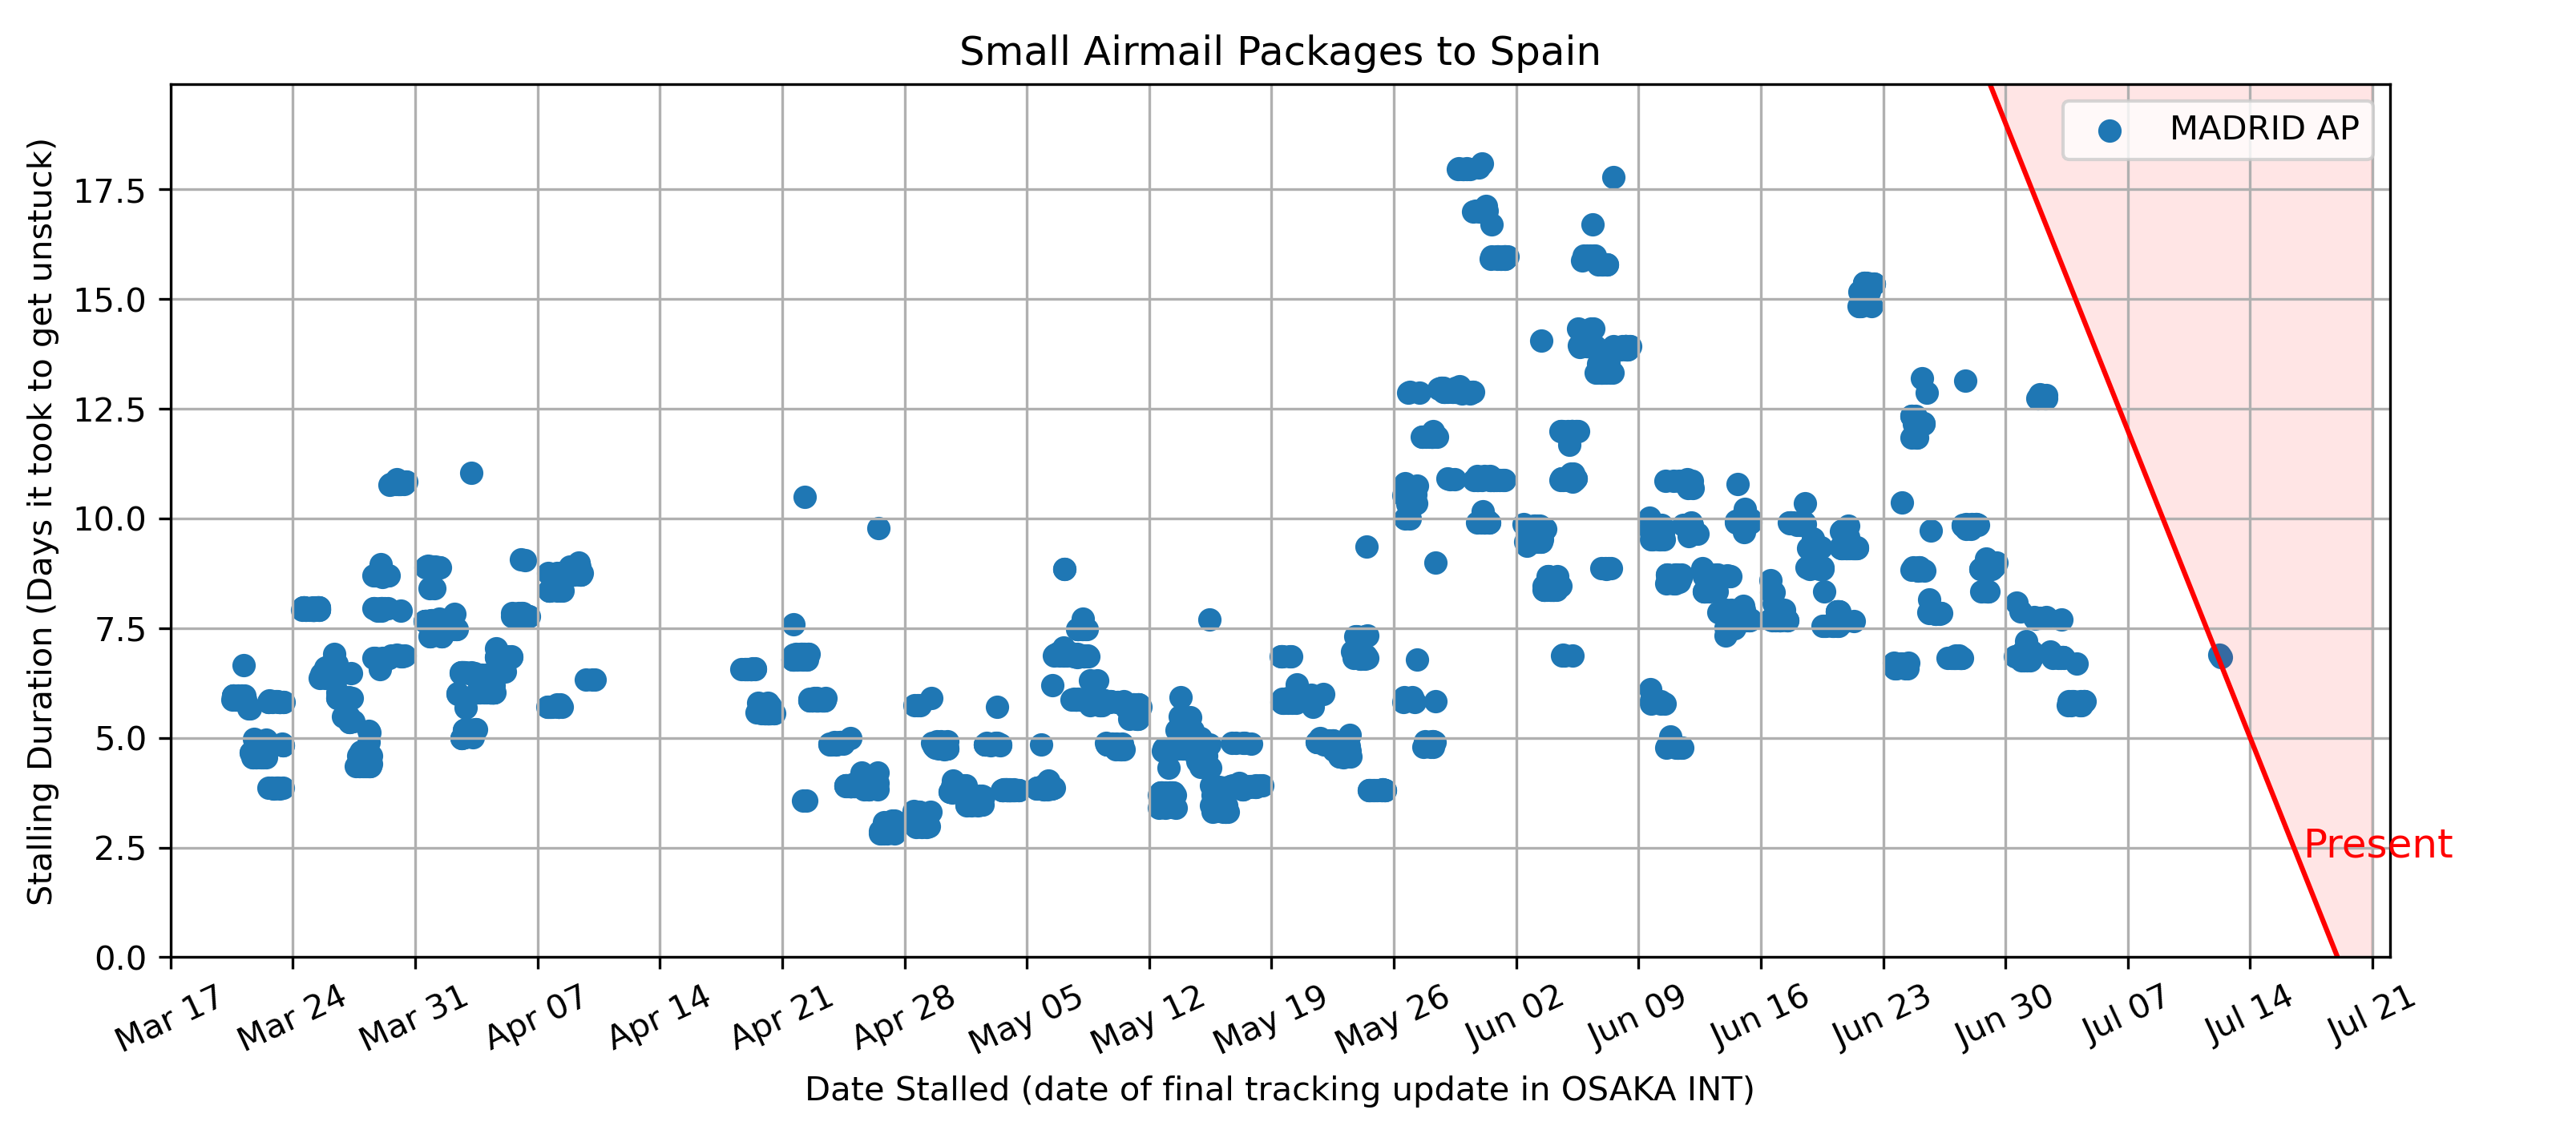 Small Airmail Packages to Spain
MADRID AP
Stalling Duration (Days it took to get unstuck)
17.5
15.0
12.5
10.0
7.5
5.0
2.5
0.0
Present
Mar 17 Mar 24 Mar 31 Apr 07 Apr 14 Apr 21 Apr 28 May 05 May 12 May 19 May 26 Jun 02 Jun 09 Jun 16 Jun 23 Jun 30 Jul 07 Jul 14 Jul 21
Date Stalled (date of final tracking update in OSAKA INT)